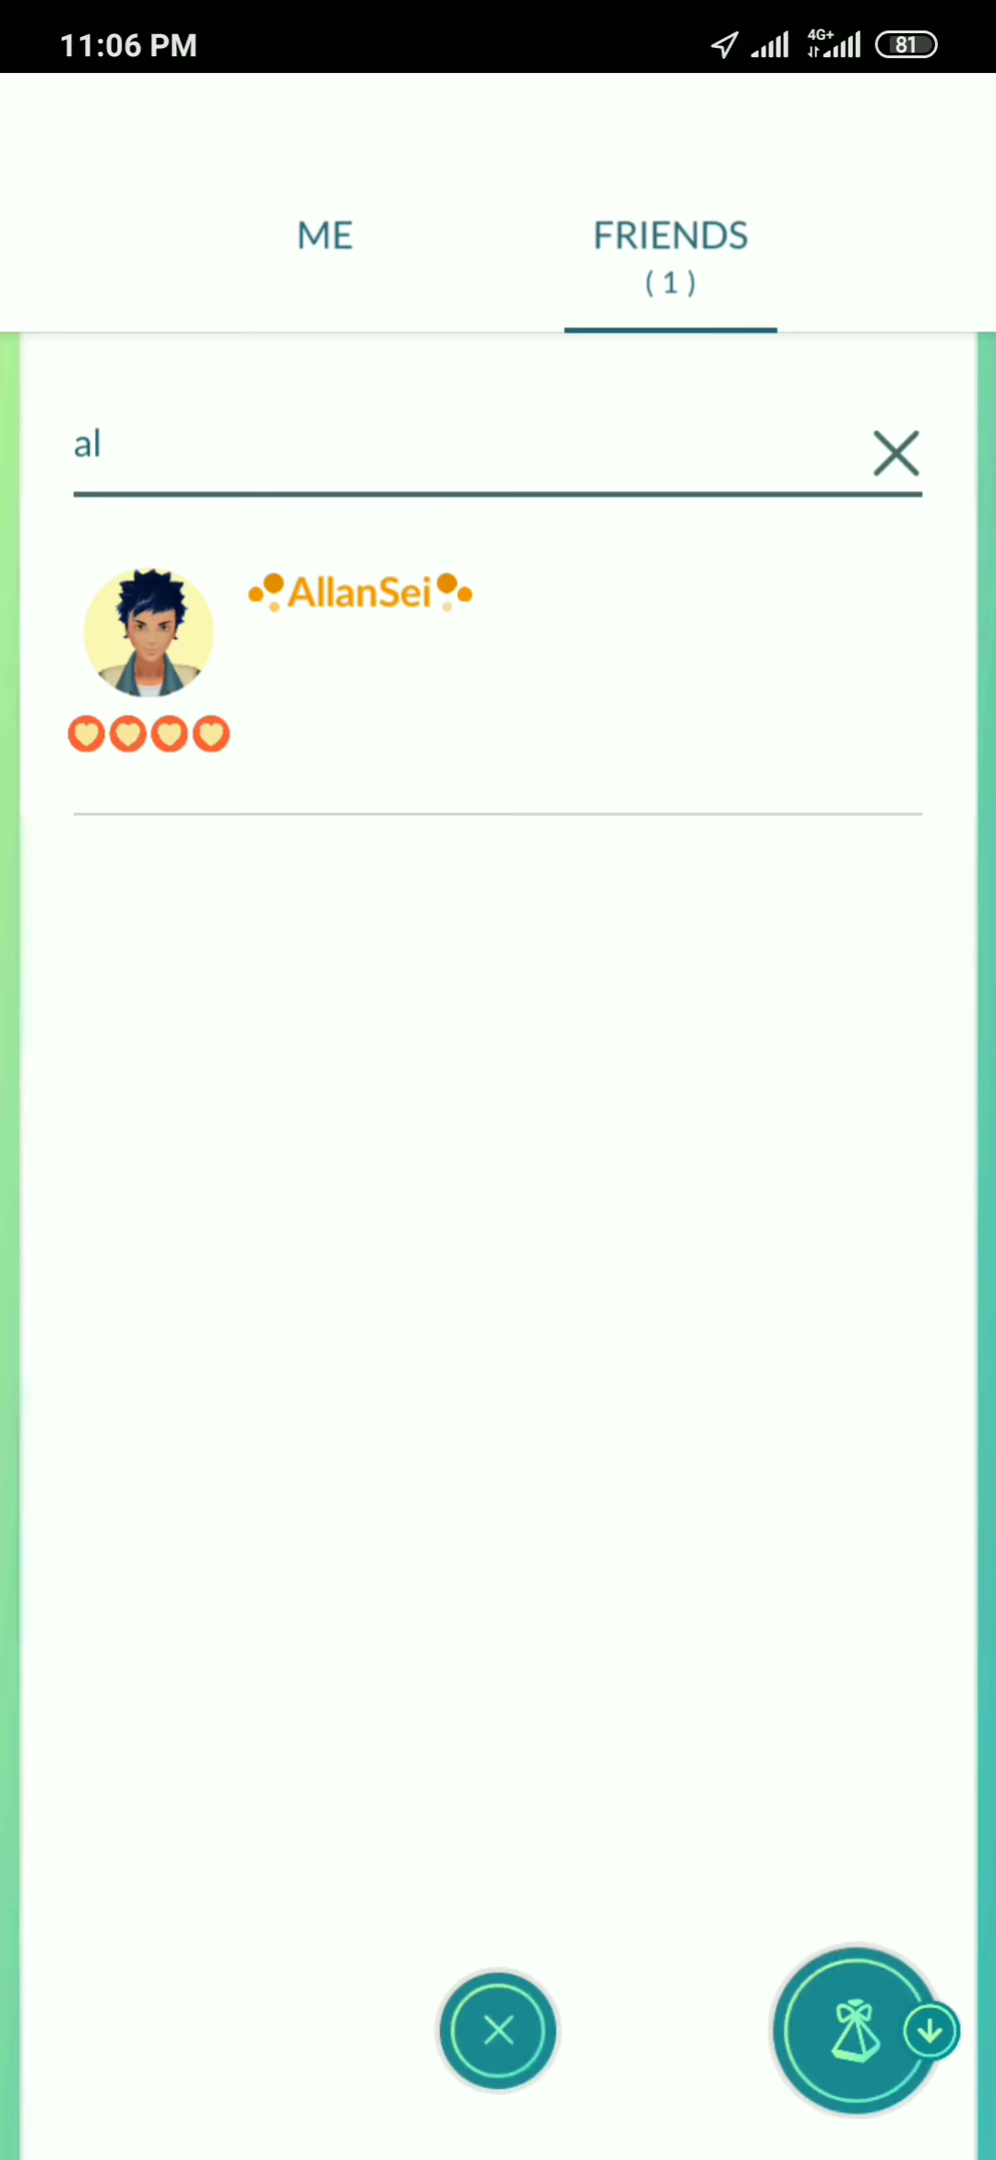 11:06 PM
4G+
81
ME
FRIENDS
( 1 )
al
AllanSei